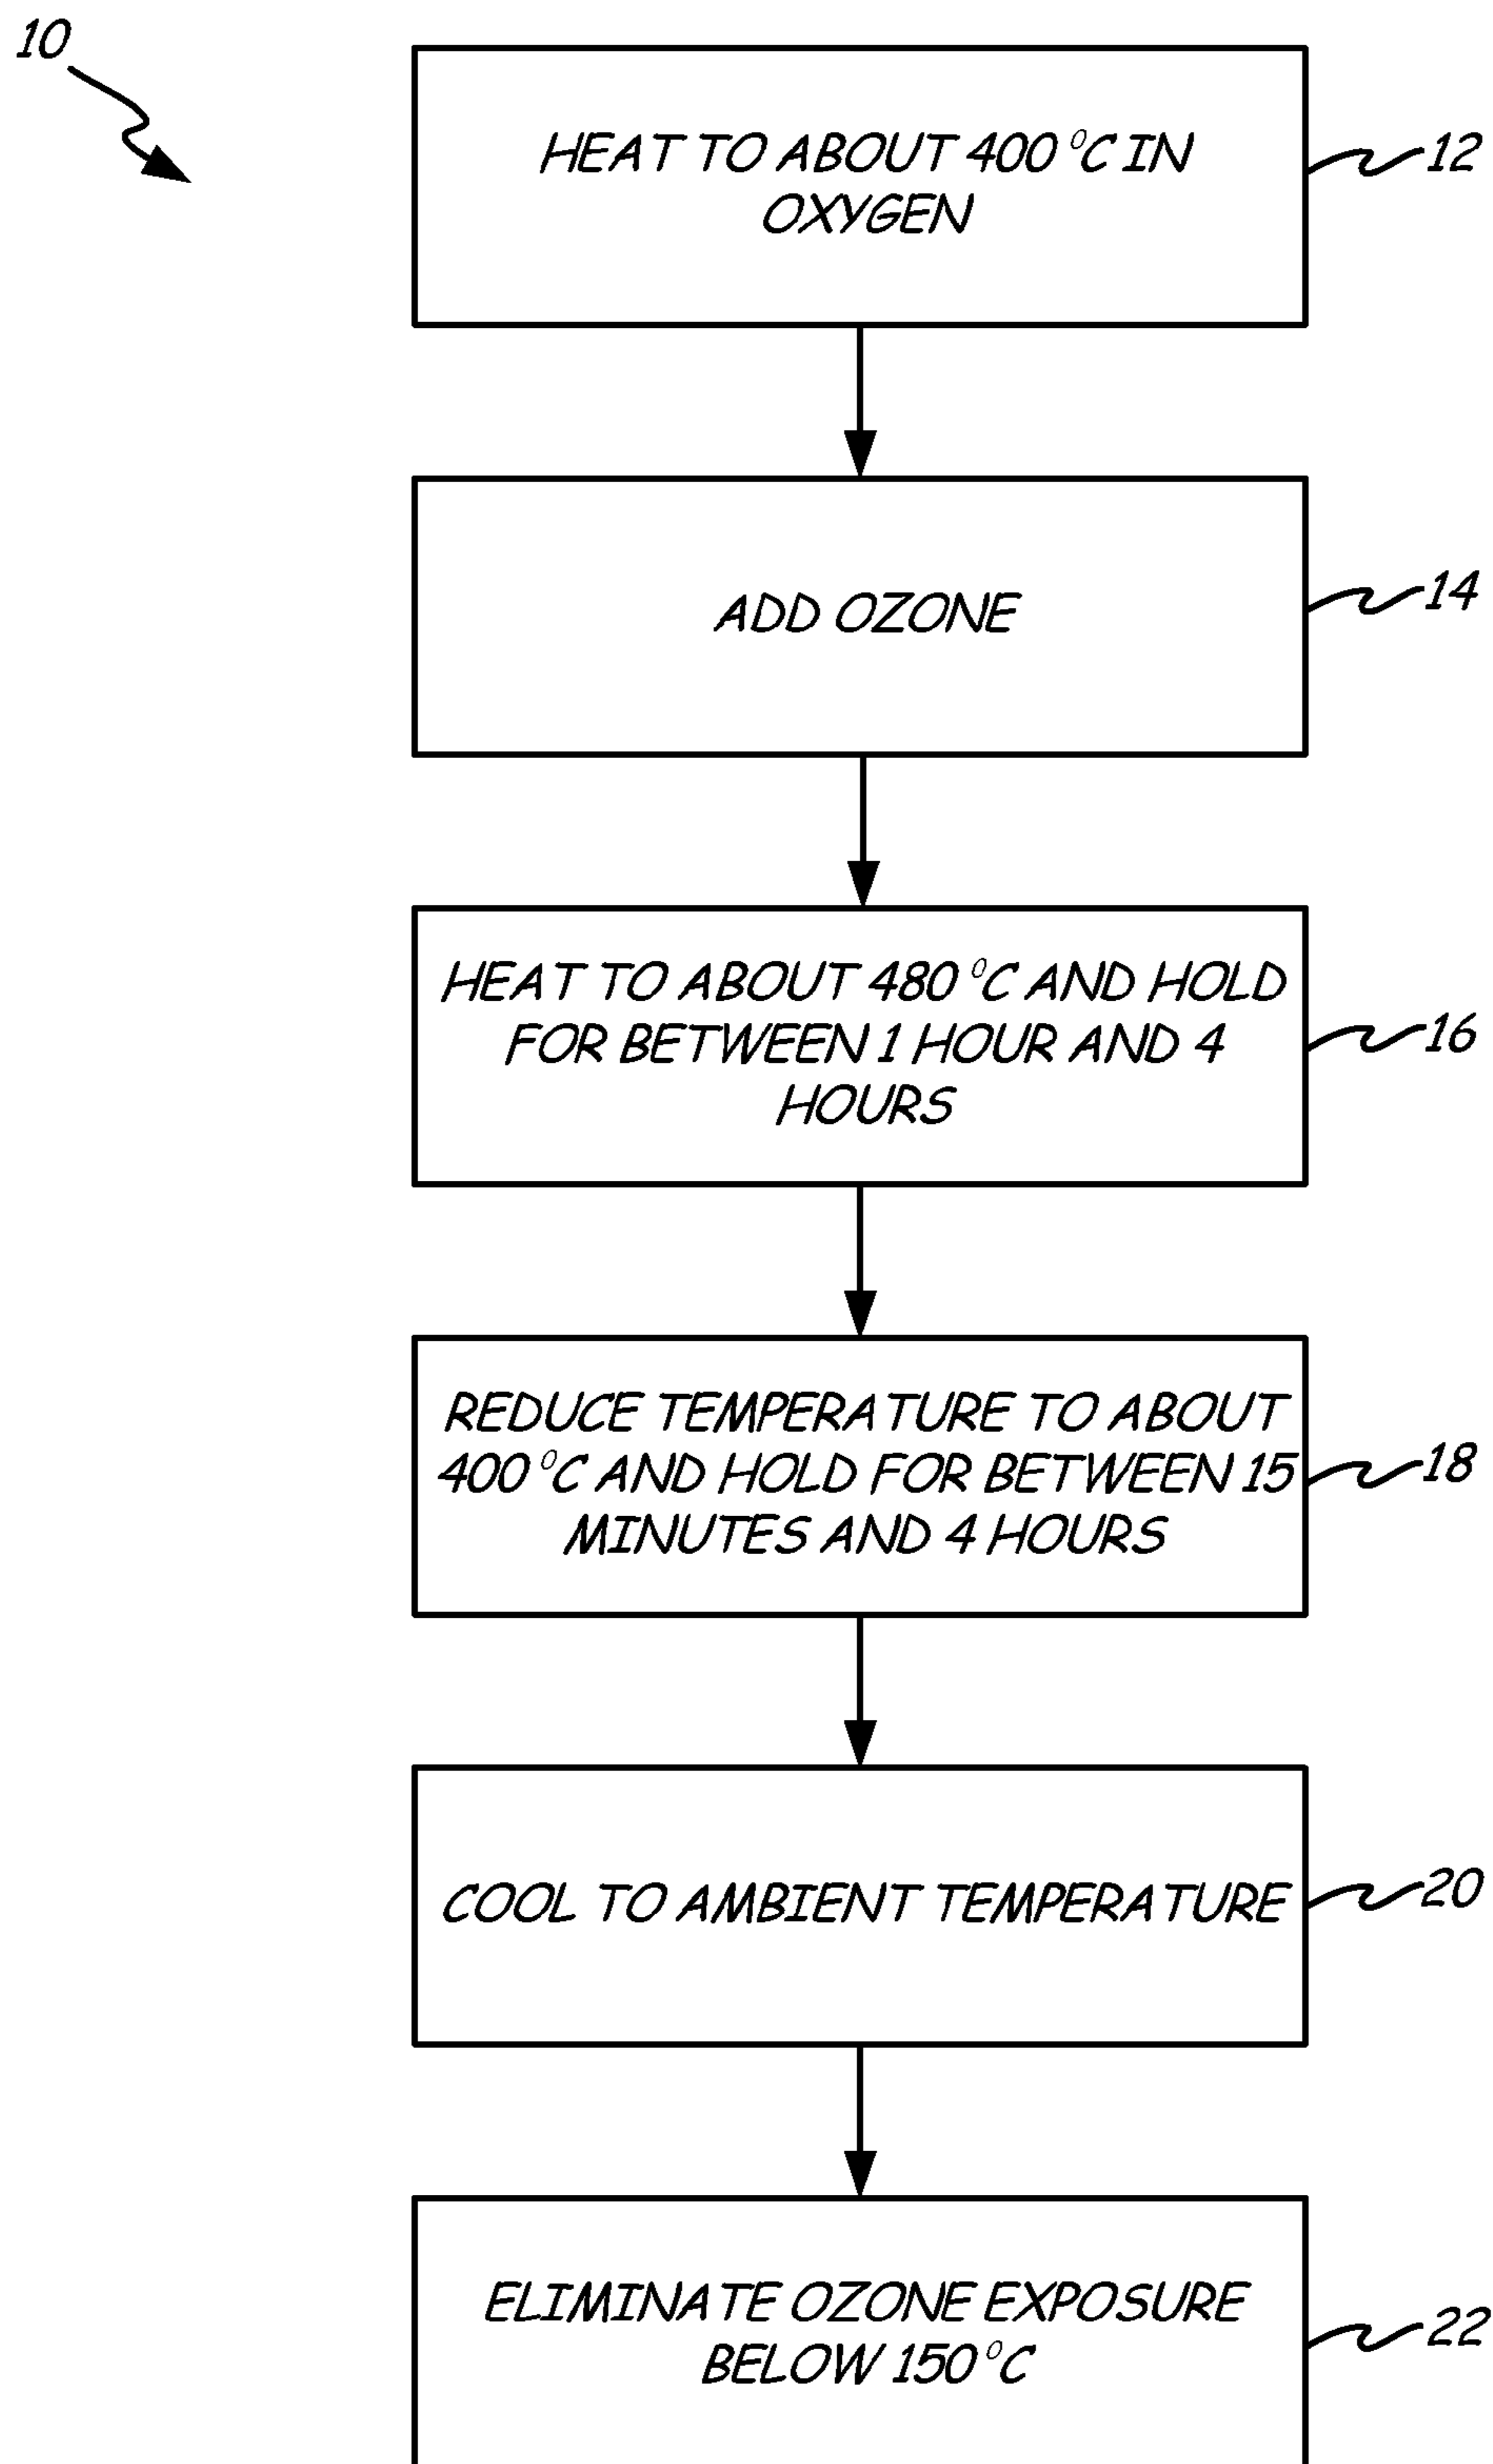 10
HEAT TO ABOUT 400 °C IN
OXYGEN
12
ADD OZONE
14
HEAT TO ABOUT 480 °C AND HOLD
FOR BETWEEN 1 HOUR AND 4
HOURS
16
REDUCE TEMPERATURE TO ABOUT
400 °C AND HOLD FOR BETWEEN 15
MINUTES AND 4 HOURS
18
COOL TO AMBIENT TEMPERATURE
20
ELIMINATE OZONE EXPOSURE
BELOW 150 °C
22